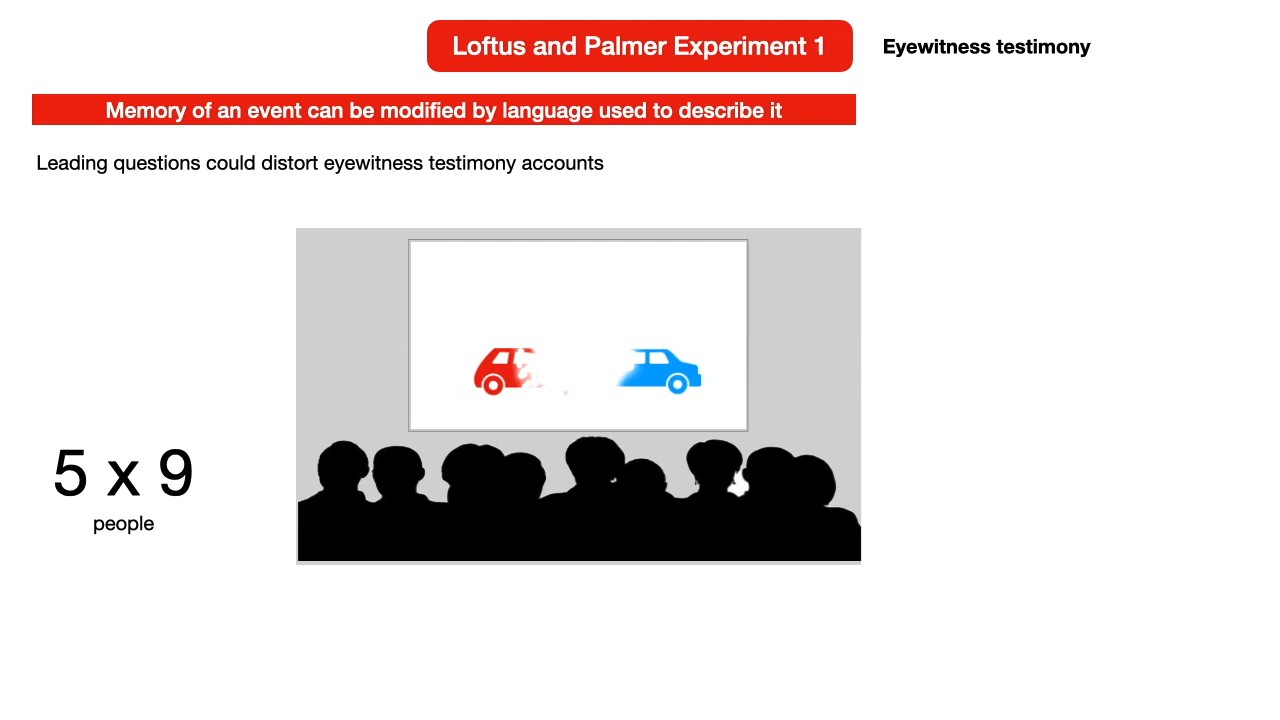 Loftus and Palmer Experiment 1
Eyewitness testimony
Memory of an event can be modified by language used to describe it
Leading questions could distort eyewitness testimony accounts
5 x 9
people